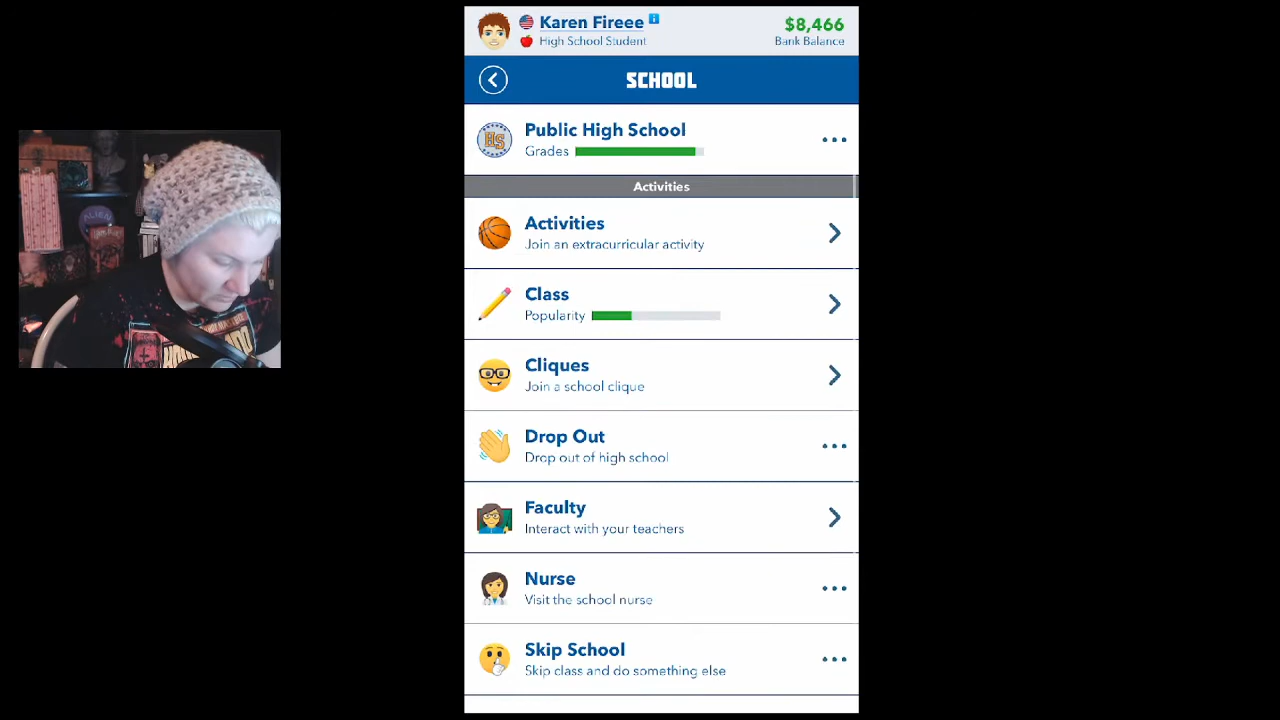 Karen Fireee
High School Student
$8,466
Bank Balance
SCHOOL
HS
Public High School
Grades
Activities
Activities
Join an extracurricular activity
Class
Popularity
Cliques
Join a school clique
Drop Out
Drop out of high school
Faculty
Interact with your teachers
Nurse
Visit the school nurse
Skip School
Skip class and do something else
ALIEN